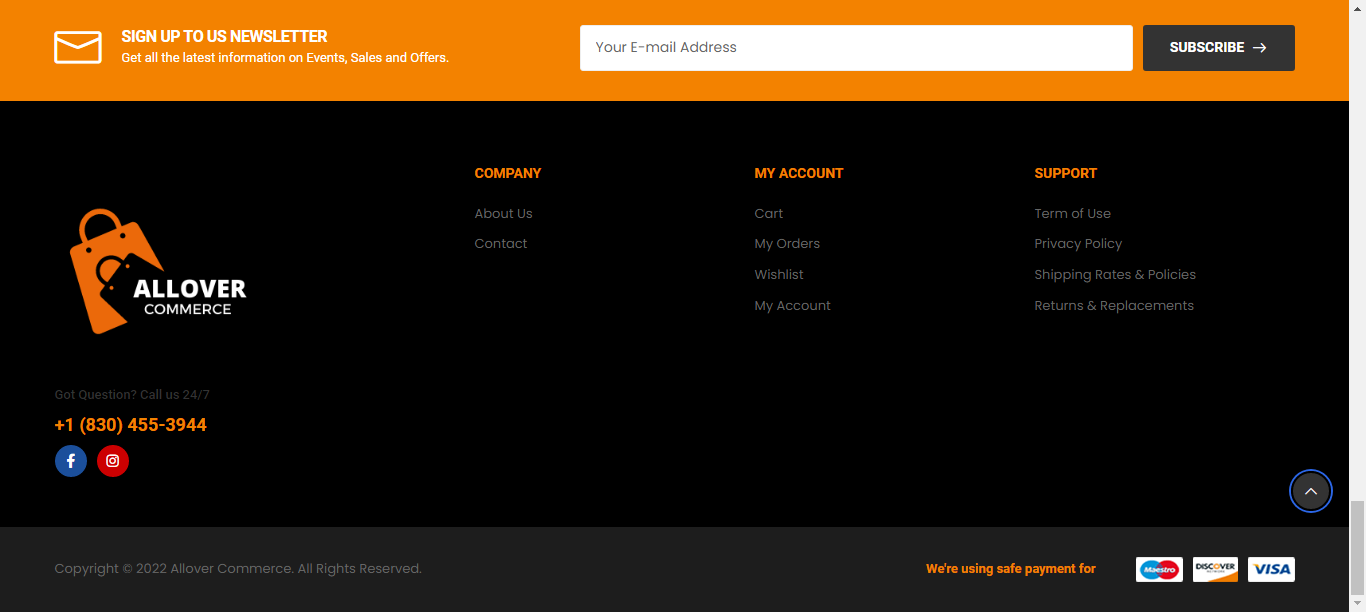 SIGN UP TO US NEWSLETTER
Get all the latest information on Events, Sales and Offers.
Your E-mail Address
SUBSCRIBE →
ALLOVER
COMMERCE
Got Question? Call us 24/7
+1 (830) 455-3944
COMPANY
About Us
Contact
MY ACCOUNT
Cart
My Orders
Wishlist
My Account
SUPPORT
Term of Use
Privacy Policy
Shipping Rates & Policies
Returns & Replacements
Copyright © 2022 Allover Commerce. All Rights Reserved.
We're using safe payment for
Maestro
DISCOVER
VISA